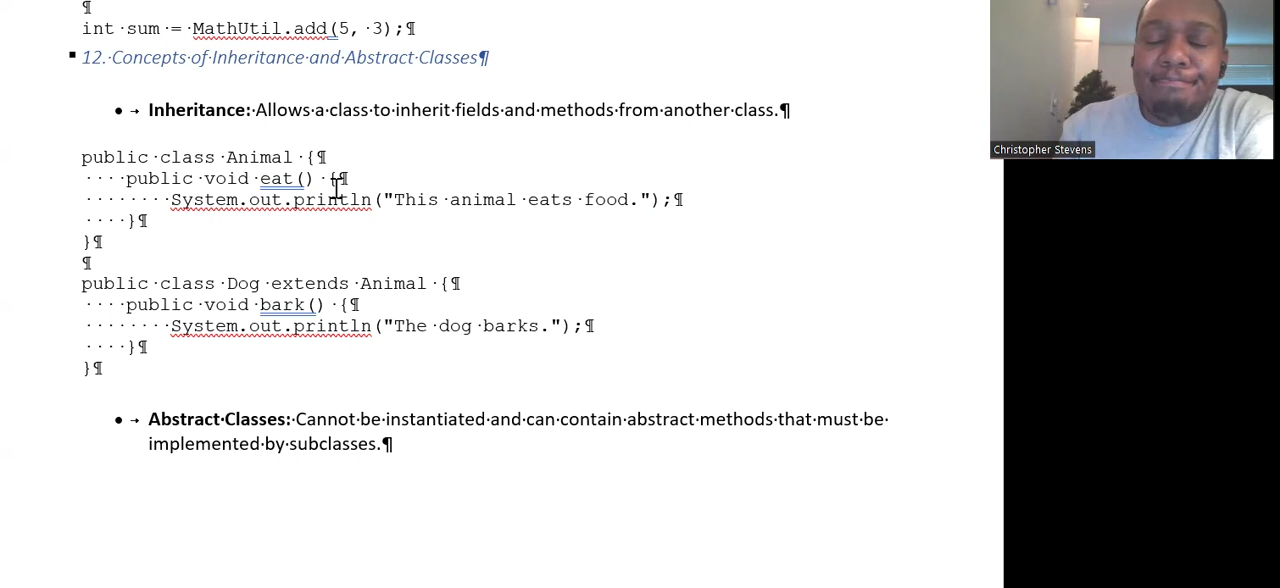 ¶
int·sum·=·MathUtil.add(5,·3);¶
▪ 12.·Concepts·of·Inheritance·and·Abstract·Classes¶
• → Inheritance:·Allows·a·class·to·inherit·fields·and·methods·from·another·class.¶
public·class·Animal·{¶
····public·void·eat()·{¶
········System.out.println("This·animal·eats·food.");¶
····}¶
}¶
¶
public·class·Dog·extends·Animal·{¶
····public·void·bark()·{¶
········System.out.println("The·dog·barks.");¶
····}¶
}¶
• → Abstract·Classes:·Cannot·be·instantiated·and·can·contain·abstract·methods·that·must·be·
implemented·by·subclasses.¶
Christopher Stevens